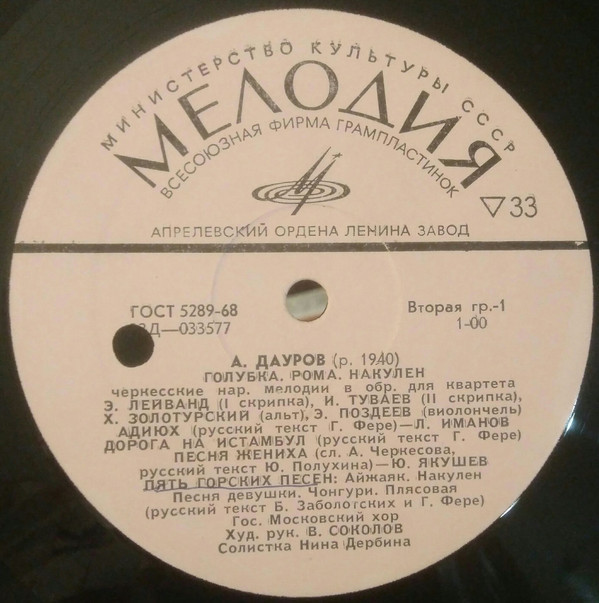 МИНИСТЕРСТВО КУЛЬТУРЫ СССР
МЕЛОДИЯ
ВСЕСОЮЗНАЯ ФИРМА ГРАМПЛАСТИНОК
▽33
АПРЕЛЕВСКИЙ ОРДЕНА ЛЕНИНА ЗАВОД
ГОСТ 5289-68
Вторая гр.-1
Д—033577
1-00
А. ДАУРОВ (р. 1940)
ГОЛУБКА. РОМА. НАКУЛЕН
черкесские нар. мелодии в обр. для квартета
Э. ЛЕЙВАНД (I скрипка), И. ТУВАЕВ (II скрипка),
Х. ЗОЛОТУРСКИЙ (альт), Э. ПОЗДЕЕВ (виолончель)
АДИЮХ (русский текст Г. Фере)—Л. ИМАНОВ
ДОРОГА НА ИСТАМБУЛ (русский текст Г. Фере)
ПЕСНЯ ЖЕНИХА (сл. А. Черкесова,
русский текст Ю. Полухина)—Ю. ЯКУШЕВ
ПЯТЬ ГОРСКИХ ПЕСЕН: Айжаяк. Накулен
Песня девушки. Чонгури. Плясовая
(русский текст Б. Заболотских и Г. Фере)
Гос. Московский хор
Худ. рук. В. СОКОЛОВ
Солистка Нина Дербина